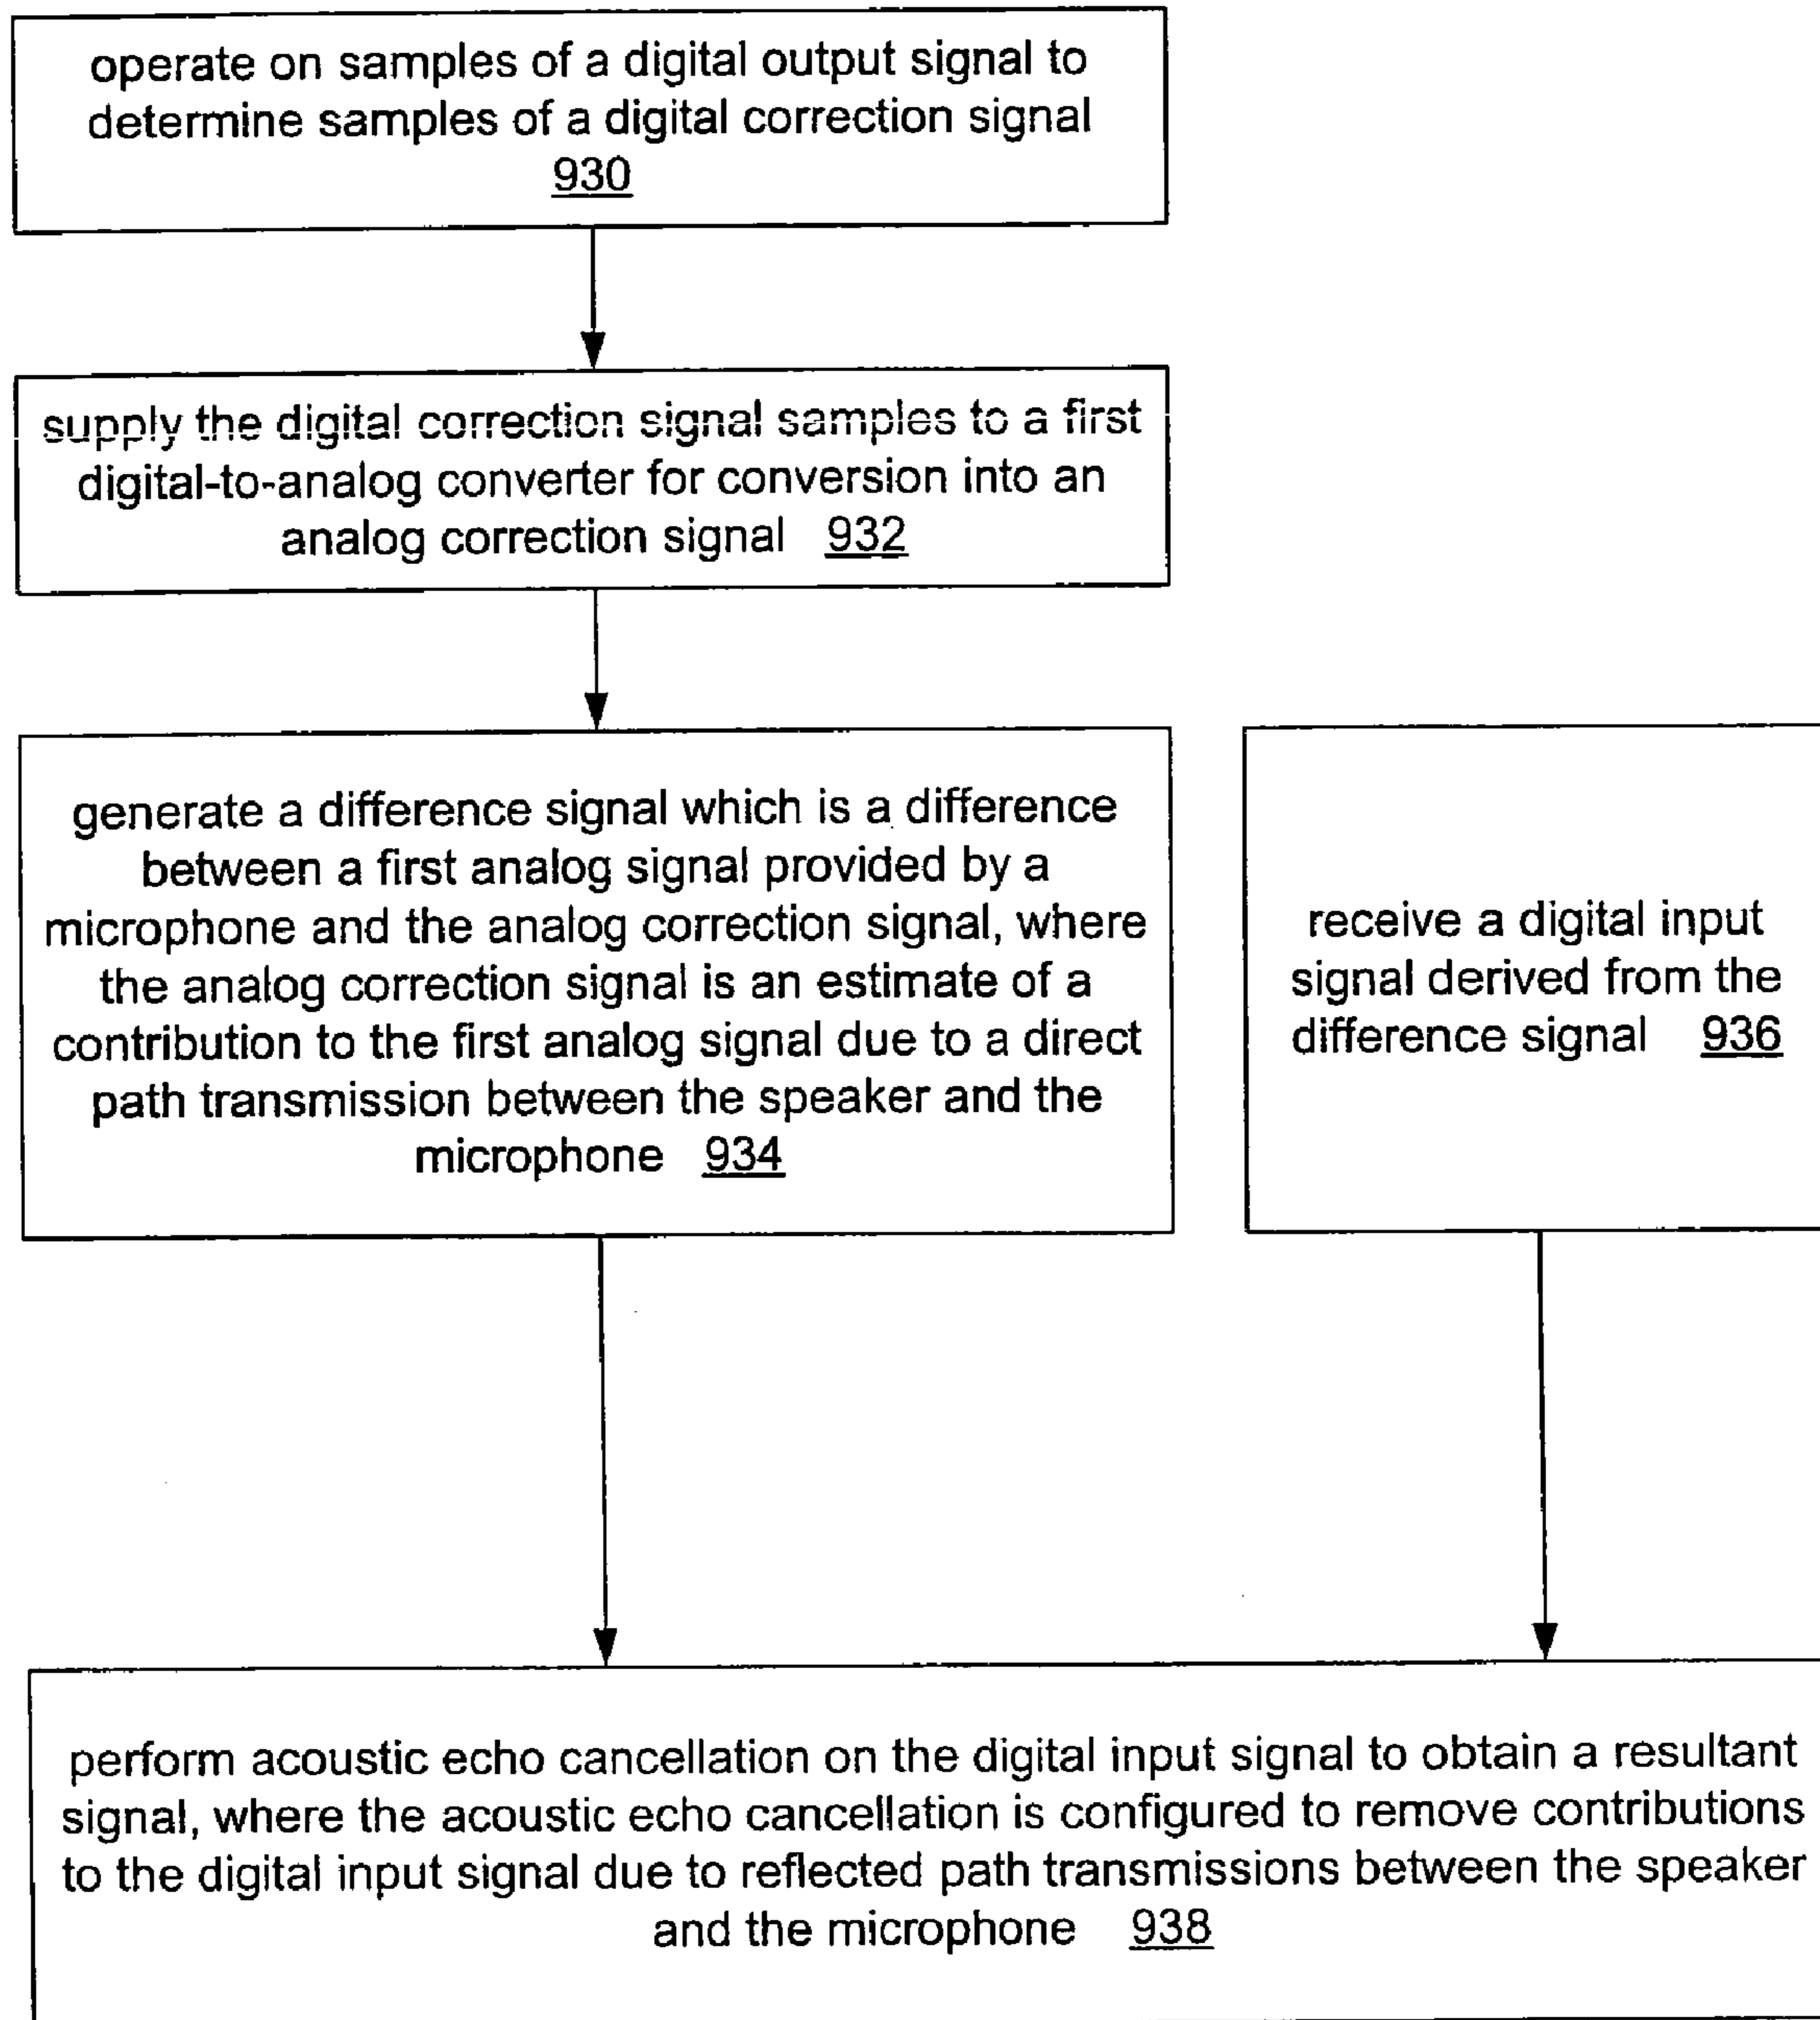 operate on samples of a digital output signal to
determine samples of a digital correction signal
930
supply the digital correction signal samples to a first
digital-to-analog converter for conversion into an
analog correction signal 932
generate a difference signal which is a difference
between a first analog signal provided by a
microphone and the analog correction signal, where
the analog correction signal is an estimate of a
contribution to the first analog signal due to a direct
path transmission between the speaker and the
microphone 934
receive a digital input
signal derived from the
difference signal 936
perform acoustic echo cancellation on the digital input signal to obtain a resultant
signal, where the acoustic echo cancellation is configured to remove contributions
to the digital input signal due to reflected path transmissions between the speaker
and the microphone 938